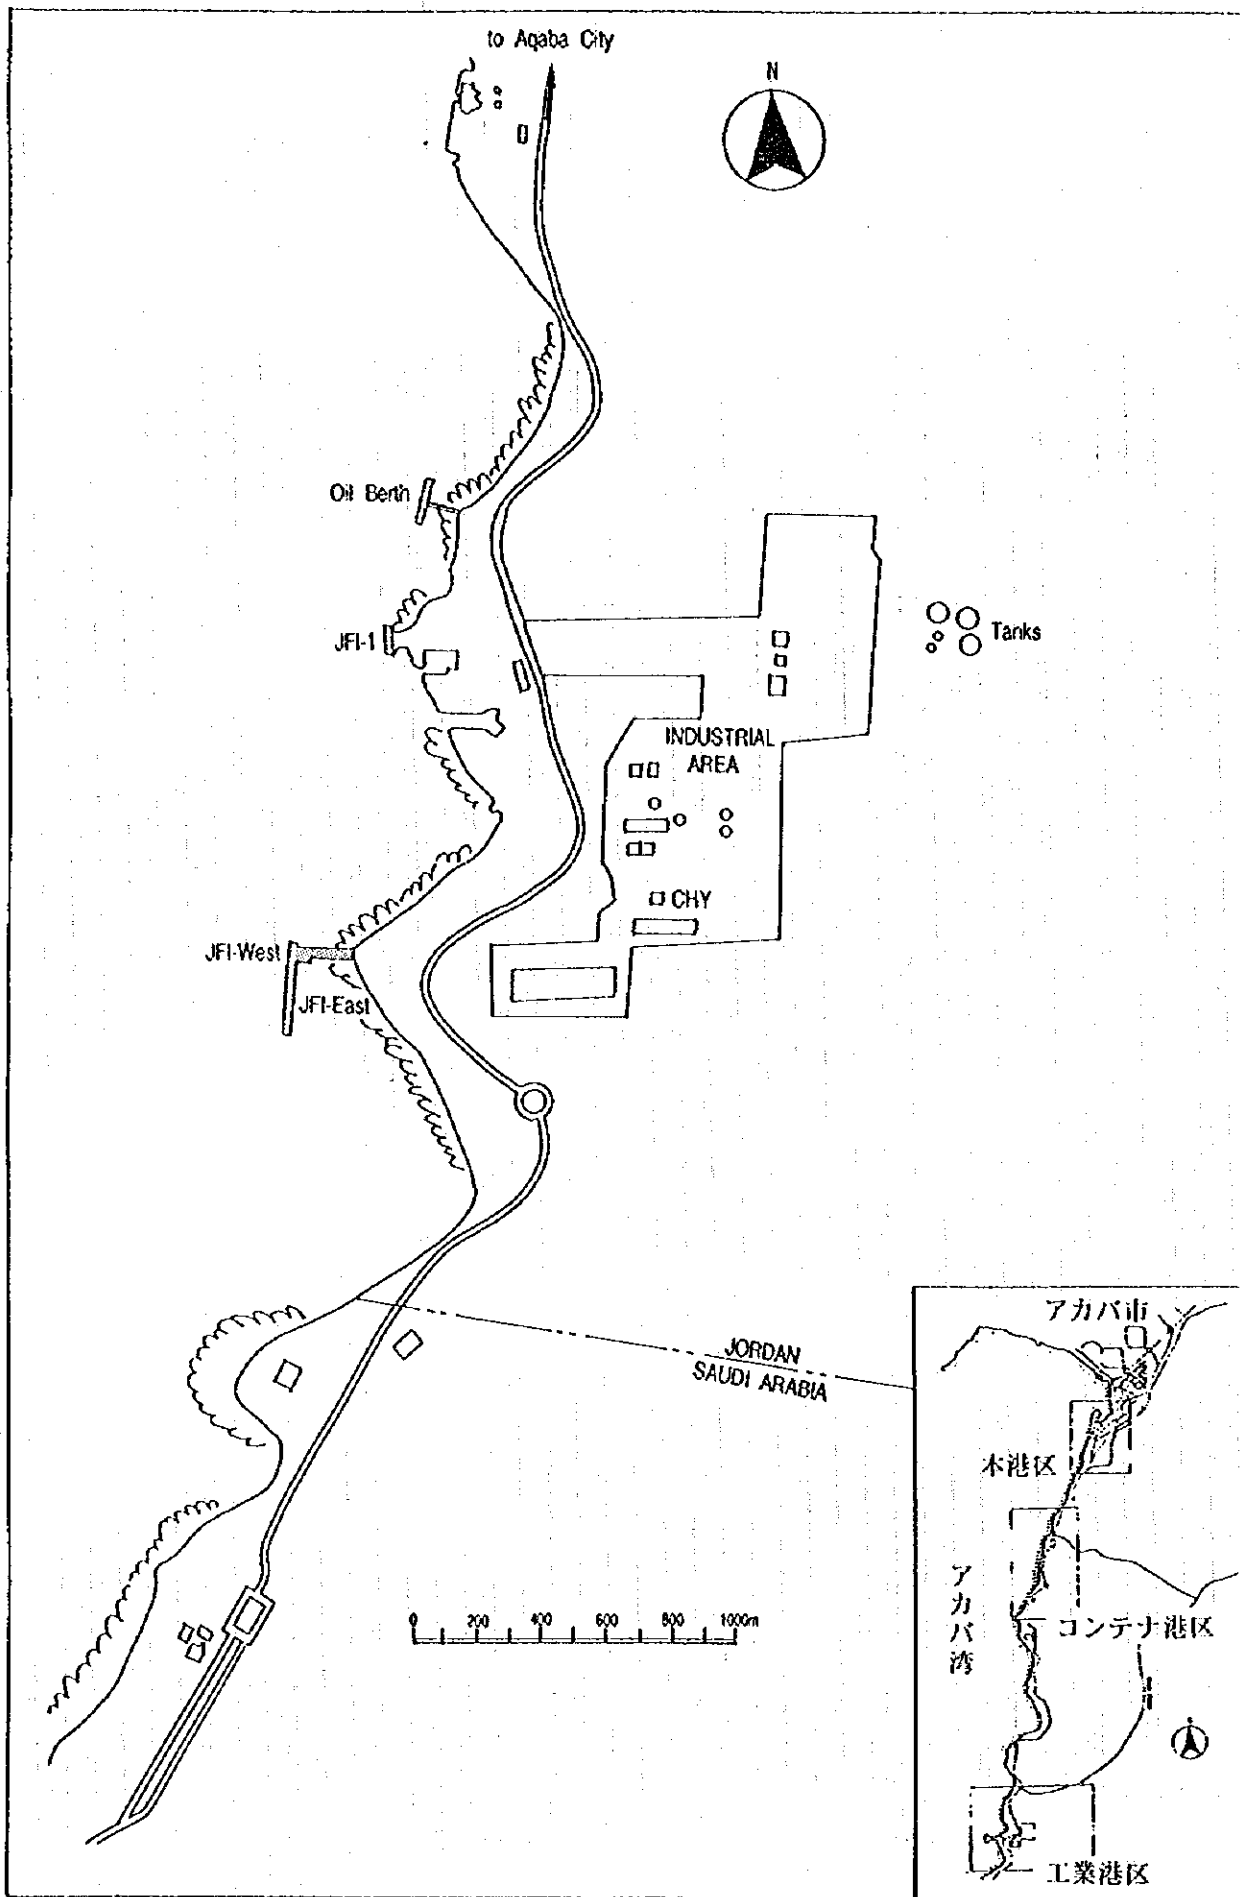 to Aqaba City
N
Oil Berth
JFI-1
Tanks
INDUSTRIAL
AREA
CHY
JFI-West
JFI-East
JORDAN
SAUDI ARABIA
0 200 400 600 800 1000m
アカバ市
本港区
アカバ湾
コンテナ港区
工業港区